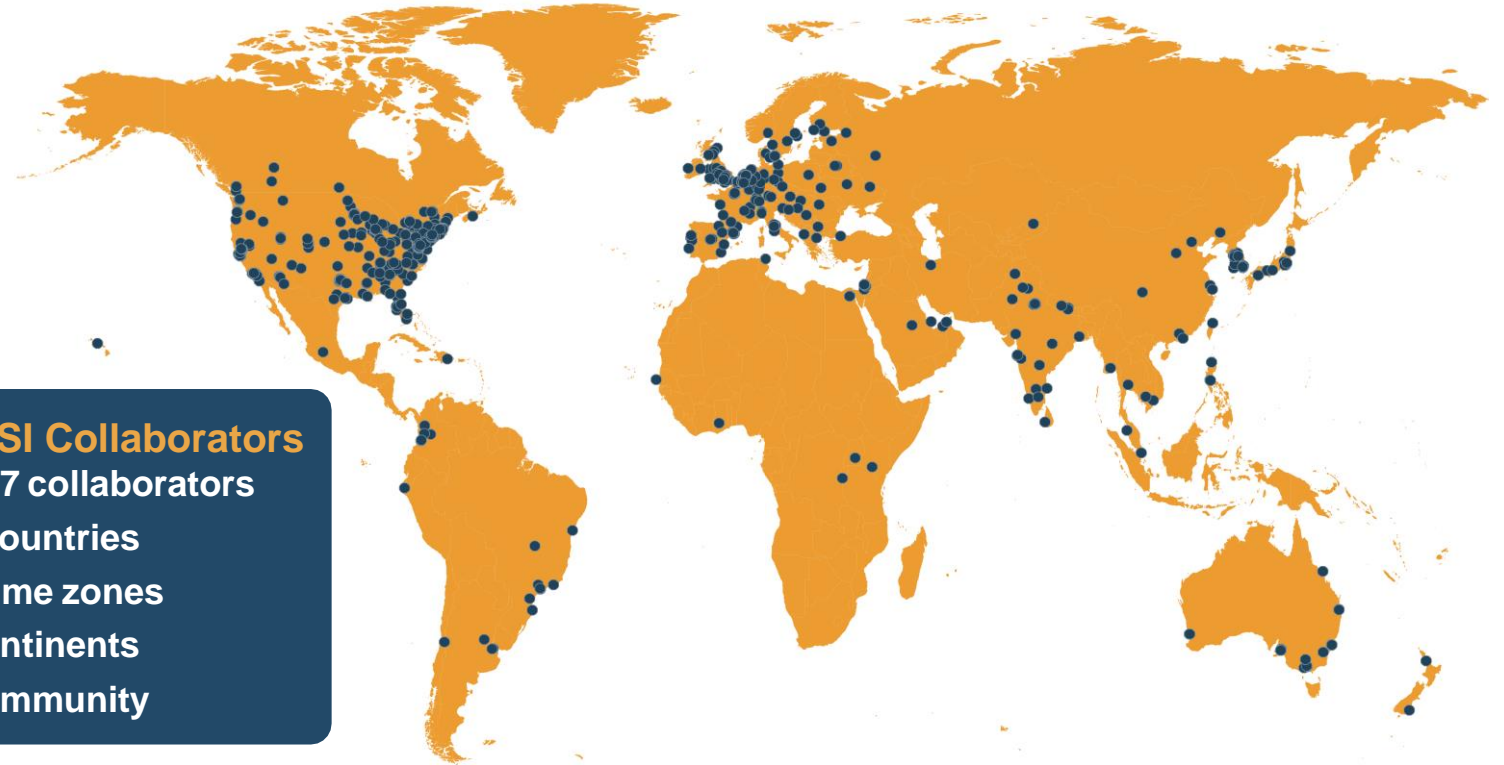 SI Collaborators
7 collaborators
ountries
me zones
ntinents
mmunity